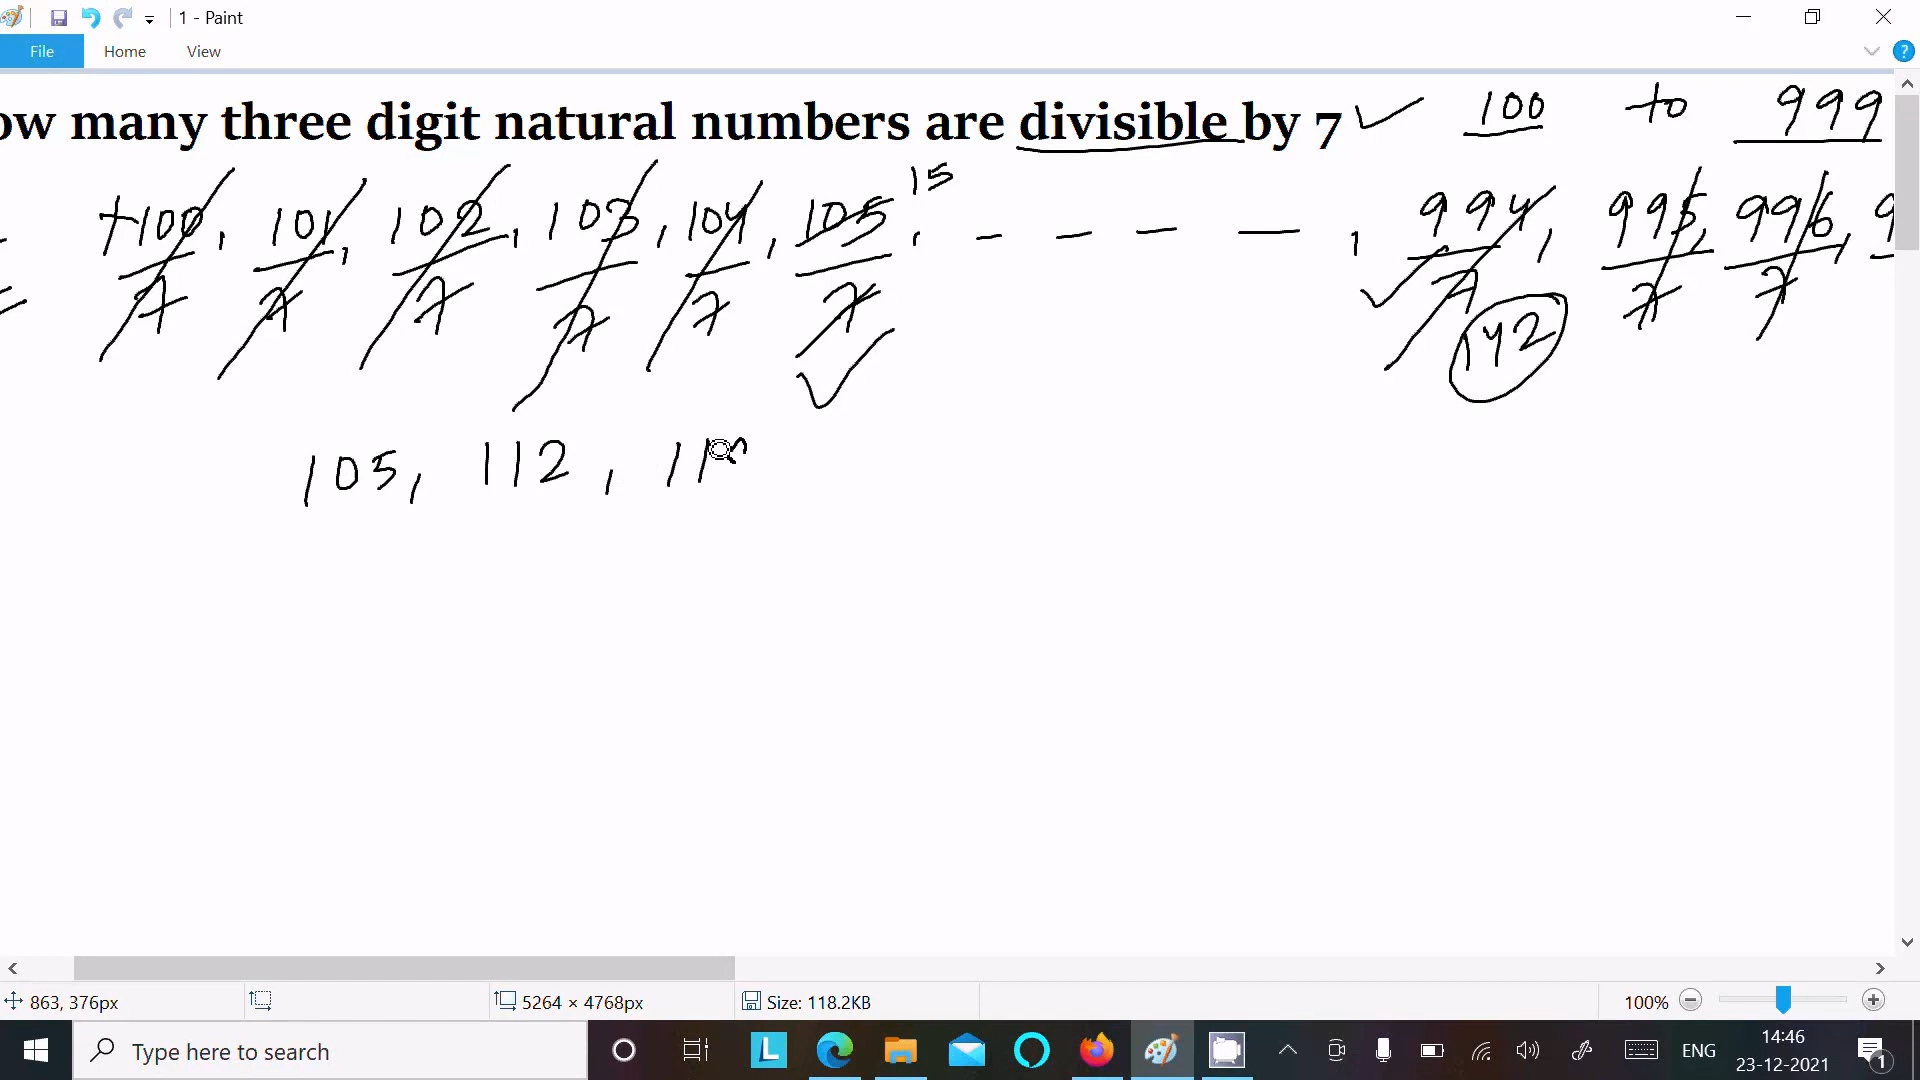 1 - Paint
File Home View
ow many three digit natural numbers are divisible by 7 ✓ 100 to 999
15
100, 101, 102, 103, 104, 105, - - - - , 994, 995, 996, 9
7 7 7 7 7 7 7 7 7
142
105, 112, 11
863, 376px 5264 × 4768px Size: 118.2KB 100%
Type here to search L ENG 14:46
23-12-2021 1